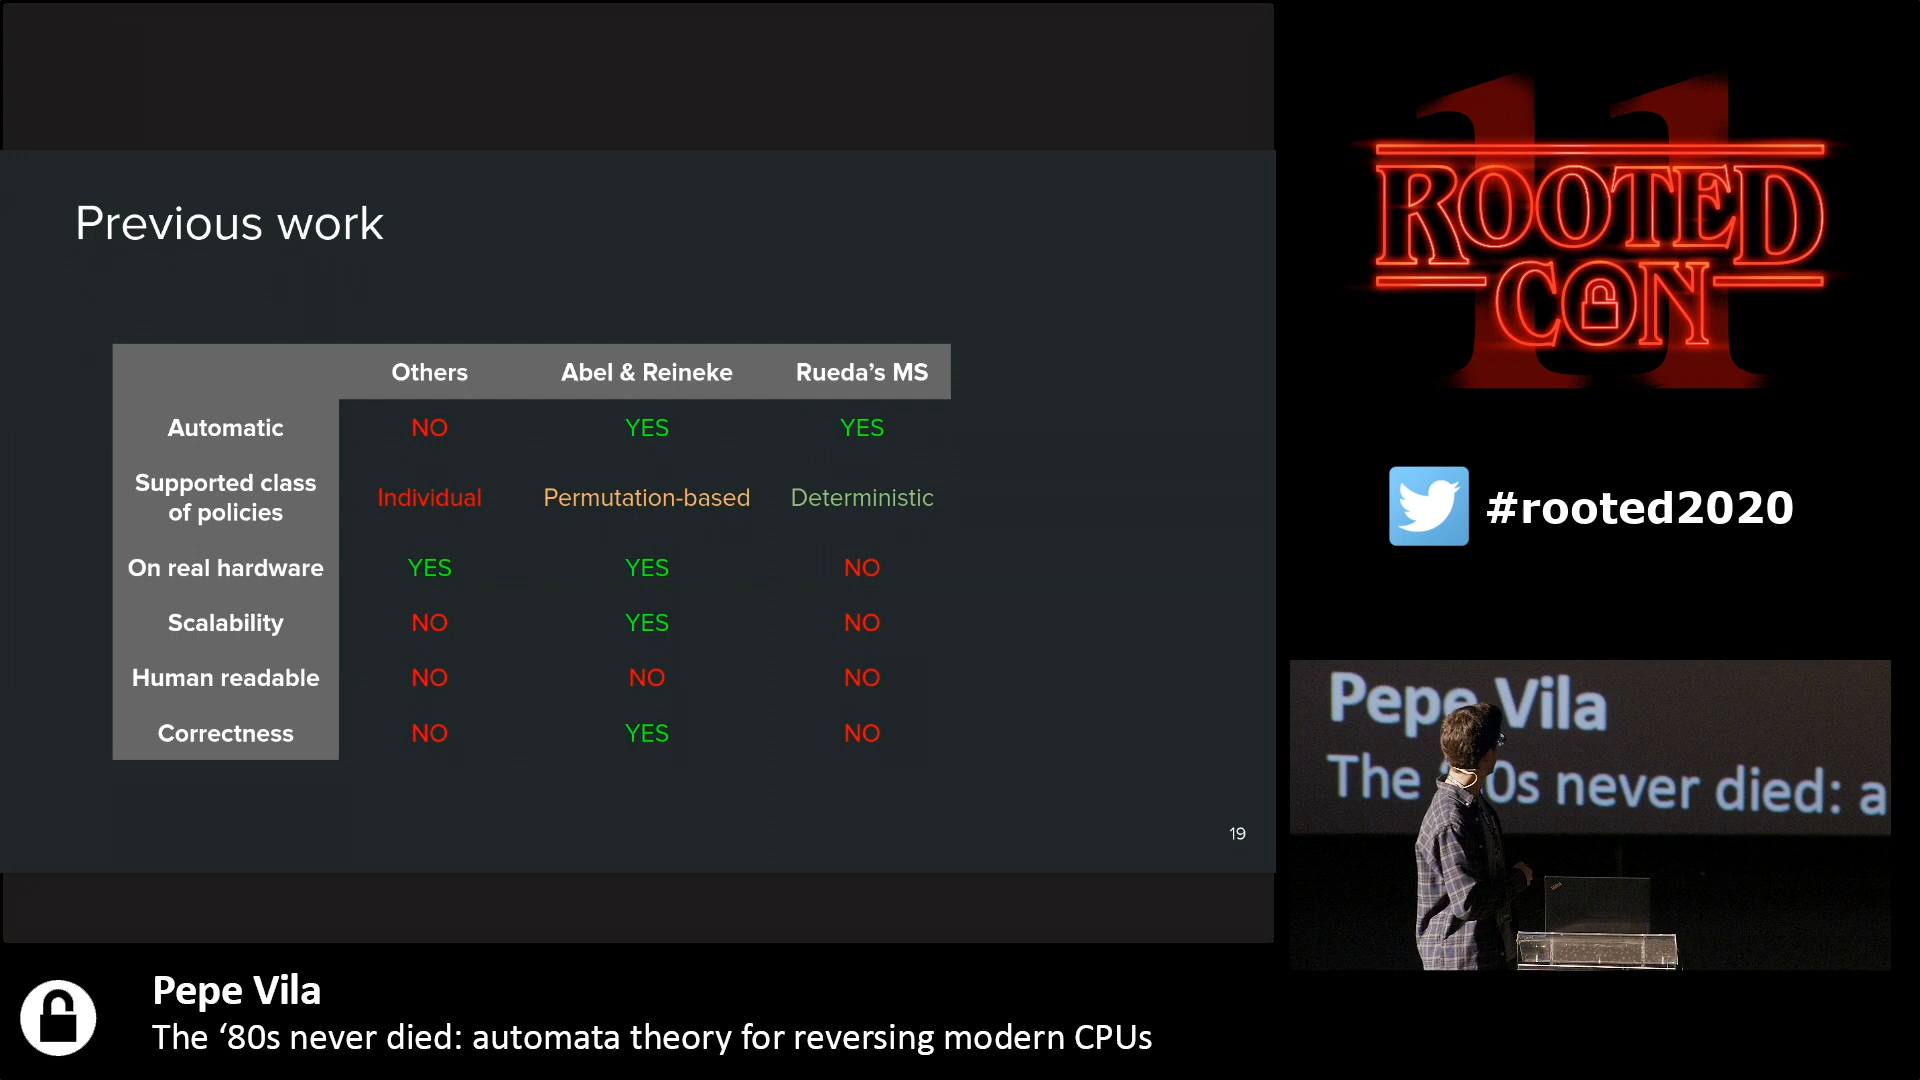 Previous work
Others Abel & Reineke Rueda's MS
Automatic NO YES YES
Supported class
of policies Individual Permutation-based Deterministic
On real hardware YES YES NO
Scalability NO YES NO
Human readable NO NO NO
Correctness NO YES NO
19
11
ROOTED
CON
#rooted2020
Pepe Vila
The '80s never died: a
Pepe Vila
The ‘80s never died: automata theory for reversing modern CPUs